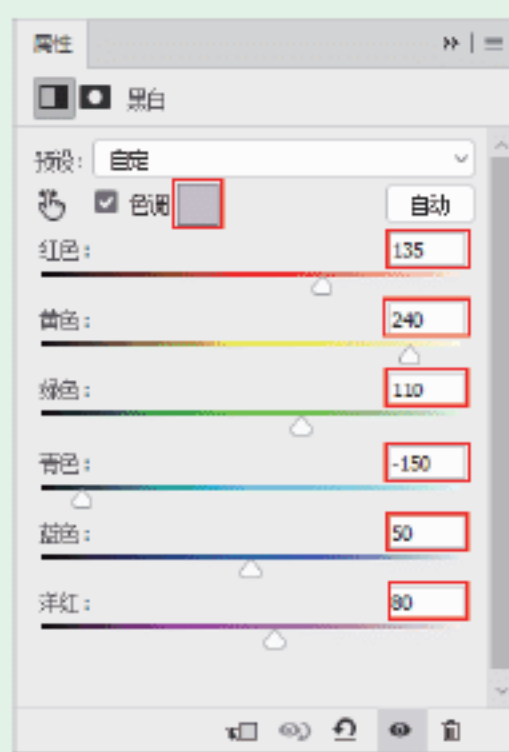 属性
黑白
预设: 自定
色调 自动
红色: 135
黄色: 240
绿色: 110
青色: -150
蓝色: 50
洋红: 80